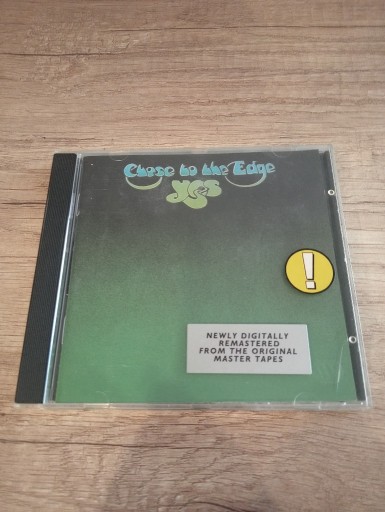 Close to the Edge
yes
!
NEWLY DIGITALLY
REMASTERED
FROM THE ORIGINAL
MASTER TAPES